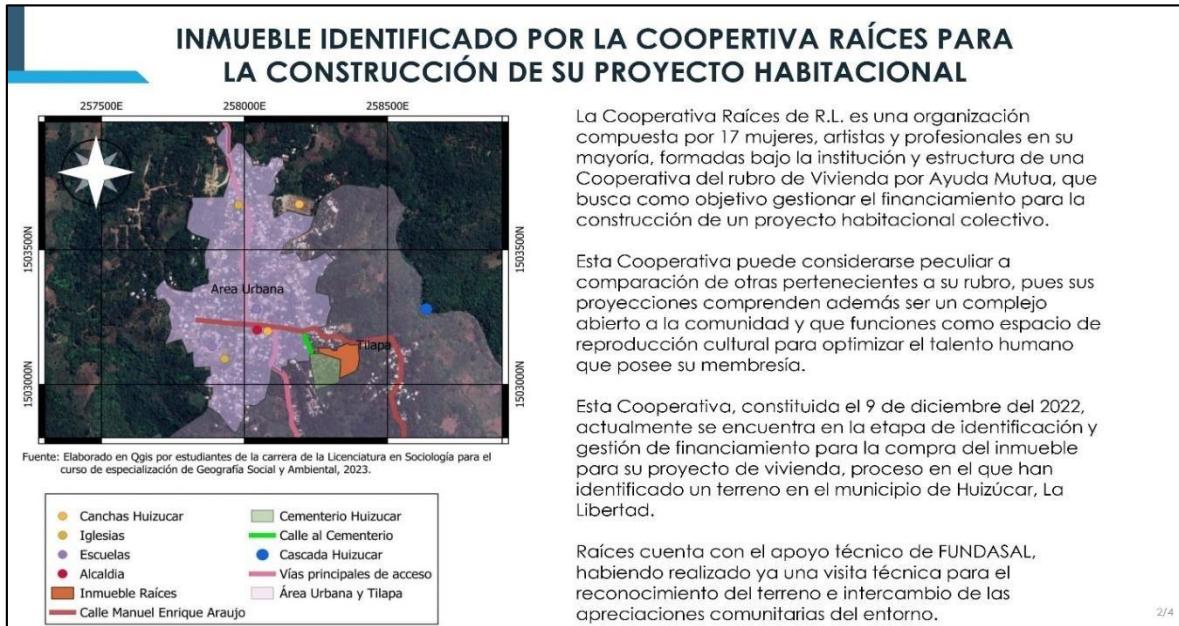 INMUEBLE IDENTIFICADO POR LA COOPERTIVA RAÍCES PARA
LA CONSTRUCCIÓN DE SU PROYECTO HABITACIONAL
257500E 258000E 258500E
1503500N 1503500N
Area Urbana
Tilapa
1503000N 1503000N
Fuente: Elaborado en Qgis por estudiantes de la carrera de la Licenciatura en Sociología para el
curso de especialización de Geografía Social y Ambiental, 2023.
Canchas Huizucar
Iglesias
Escuelas
Alcaldia
Inmueble Raíces
Calle Manuel Enrique Araujo
Cementerio Huizucar
Calle al Cementerio
Cascada Huizucar
Vías principales de acceso
Área Urbana y Tilapa
La Cooperativa Raíces de R.L. es una organización
compuesta por 17 mujeres, artistas y profesionales en su
mayoría, formadas bajo la institución y estructura de una
Cooperativa del rubro de Vivienda por Ayuda Mutua, que
busca como objetivo gestionar el financiamiento para la
construcción de un proyecto habitacional colectivo.
Esta Cooperativa puede considerarse peculiar a
comparación de otras pertenecientes a su rubro, pues sus
proyecciones comprenden además ser un complejo
abierto a la comunidad y que funciones como espacio de
reproducción cultural para optimizar el talento humano
que posee su membresía.
Esta Cooperativa, constituida el 9 de diciembre del 2022,
actualmente se encuentra en la etapa de identificación y
gestión de financiamiento para la compra del inmueble
para su proyecto de vivienda, proceso en el que han
identificado un terreno en el municipio de Huizúcar, La
Libertad.
Raíces cuenta con el apoyo técnico de FUNDASAL,
habiendo realizado ya una visita técnica para el
reconocimiento del terreno e intercambio de las
apreciaciones comunitarias del entorno.
2/4